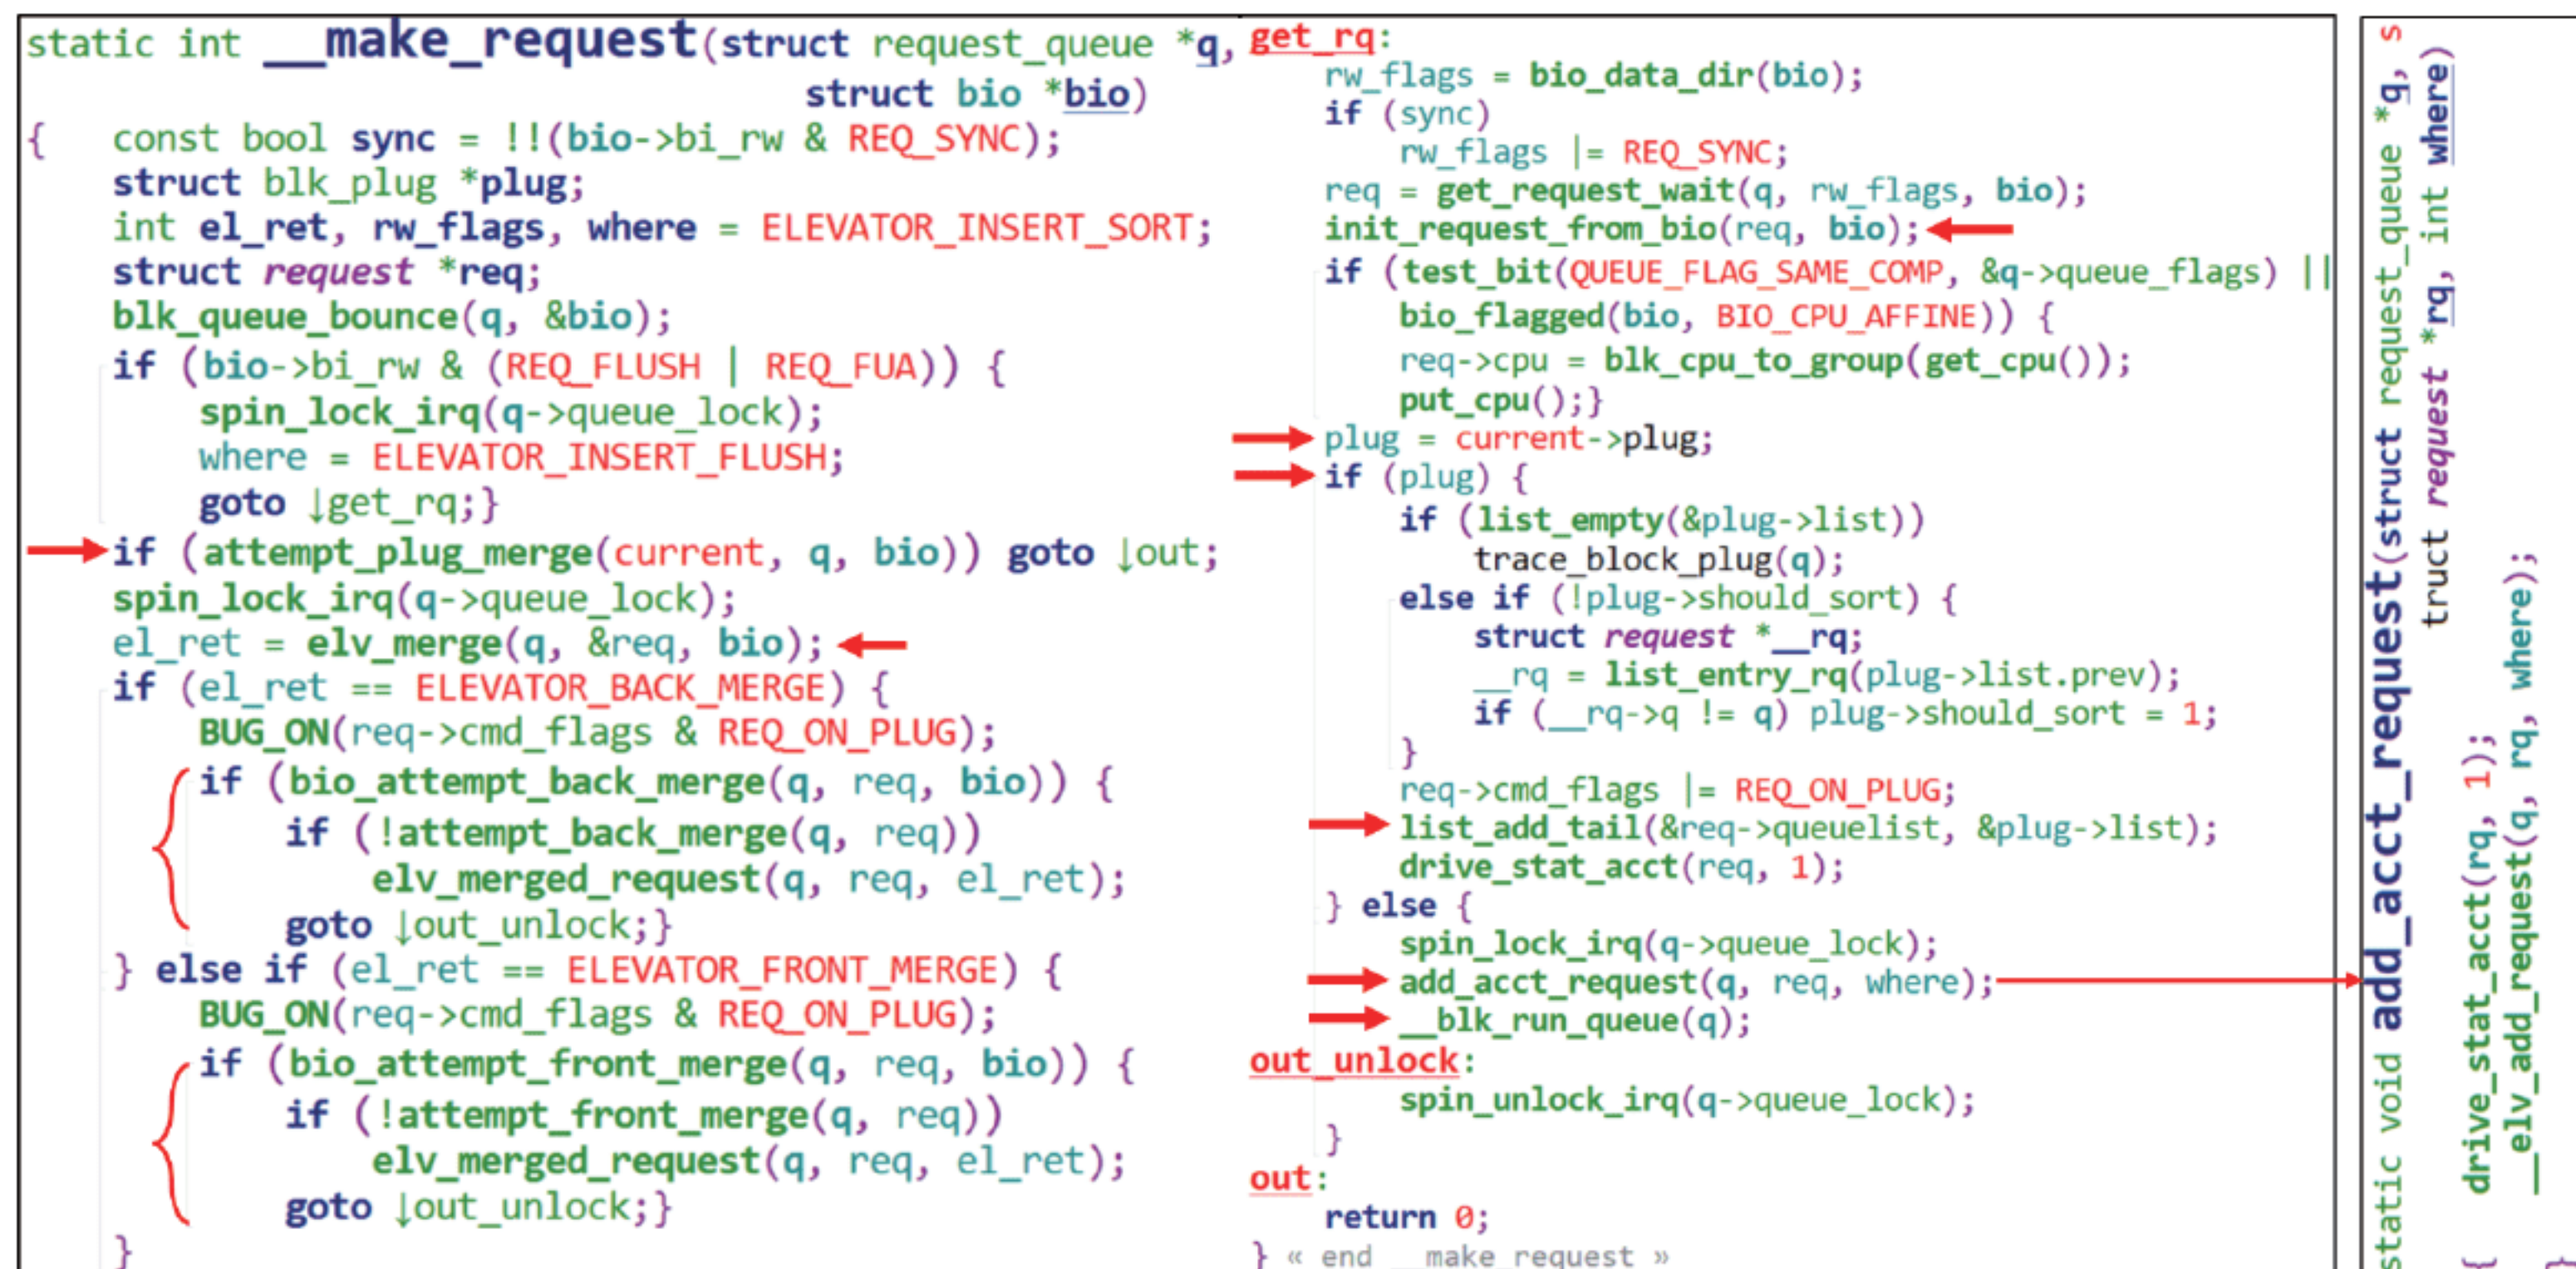 static int __make_request(struct request_queue *q,
struct bio *bio)
{ const bool sync = !!(bio->bi_rw & REQ_SYNC);
struct blk_plug *plug;
int el_ret, rw_flags, where = ELEVATOR_INSERT_SORT;
struct request *req;
blk_queue_bounce(q, &bio);
if (bio->bi_rw & (REQ_FLUSH | REQ_FUA)) {
spin_lock_irq(q->queue_lock);
where = ELEVATOR_INSERT_FLUSH;
goto ↓get_rq;}
if (attempt_plug_merge(current, q, bio)) goto ↓out;
spin_lock_irq(q->queue_lock);
el_ret = elv_merge(q, &req, bio);
if (el_ret == ELEVATOR_BACK_MERGE) {
BUG_ON(req->cmd_flags & REQ_ON_PLUG);
if (bio_attempt_back_merge(q, req, bio)) {
if (!attempt_back_merge(q, req))
elv_merged_request(q, req, el_ret);
goto ↓out_unlock;}
} else if (el_ret == ELEVATOR_FRONT_MERGE) {
BUG_ON(req->cmd_flags & REQ_ON_PLUG);
if (bio_attempt_front_merge(q, req, bio)) {
if (!attempt_front_merge(q, req))
elv_merged_request(q, req, el_ret);
goto ↓out_unlock;}
}
get_rq:
rw_flags = bio_data_dir(bio);
if (sync)
rw_flags |= REQ_SYNC;
req = get_request_wait(q, rw_flags, bio);
init_request_from_bio(req, bio);
if (test_bit(QUEUE_FLAG_SAME_COMP, &q->queue_flags) ||
bio_flagged(bio, BIO_CPU_AFFINE)) {
req->cpu = blk_cpu_to_group(get_cpu());
put_cpu();}
plug = current->plug;
if (plug) {
if (list_empty(&plug->list))
trace_block_plug(q);
else if (!plug->should_sort) {
struct request *__rq;
__rq = list_entry_rq(plug->list.prev);
if (__rq->q != q) plug->should_sort = 1;
}
req->cmd_flags |= REQ_ON_PLUG;
list_add_tail(&req->queuelist, &plug->list);
drive_stat_acct(req, 1);
} else {
spin_lock_irq(q->queue_lock);
add_acct_request(q, req, where);
__blk_run_queue(q);
out_unlock:
spin_unlock_irq(q->queue_lock);
}
out:
return 0;
} « end __make_request »
static void add_acct_request(struct request_queue *q, s
truct request *rq, int where)
{ drive_stat_acct(rq, 1);
__elv_add_request(q, rq, where);
}